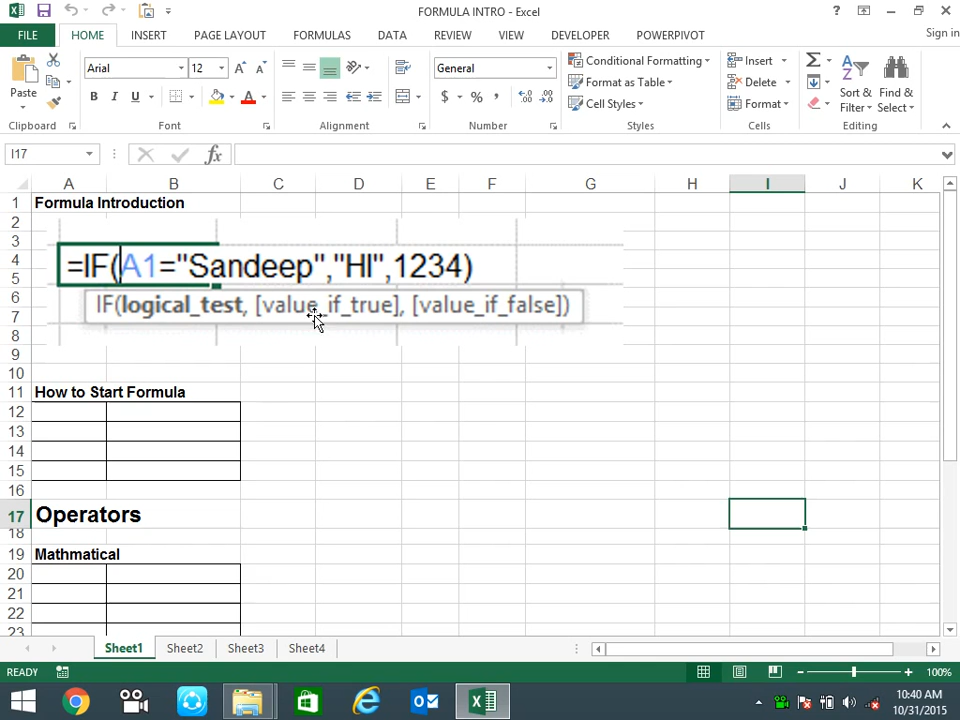 FORMULA INTRO - Excel
?
FILE HOME INSERT PAGE LAYOUT FORMULAS DATA REVIEW VIEW DEVELOPER POWERPIVOT Sign in
Paste
Arial 12 A A
B I U A
General
$ % ,
Conditional Formatting
Format as Table
Cell Styles
Insert
Delete
Format
Sort & Filter
Find & Select
Clipboard Font Alignment Number Styles Cells Editing
I17 fx
A B C D E F G H I J K
1 Formula Introduction
2
3
4 =IF(A1="Sandeep","HI",1234)
5
6 IF(logical_test, [value_if_true], [value_if_false])
7
8
9
10
11 How to Start Formula
12
13
14
15
16
17 Operators
18
19 Mathmatical
20
21
22
23
Sheet1 Sheet2 Sheet3 Sheet4
READY 100%
10:40 AM
10/31/2015